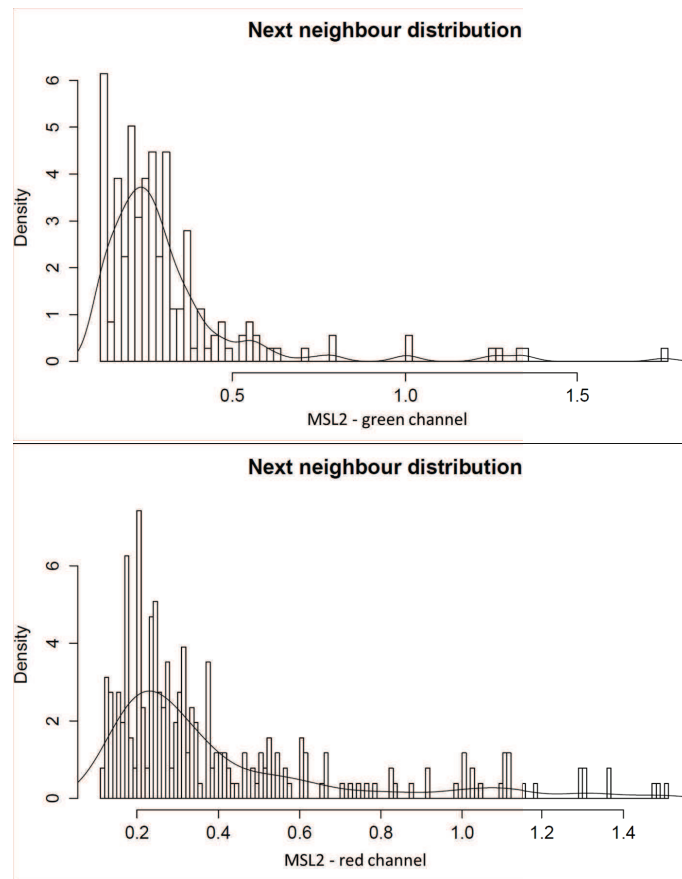 Next neighbour distribution
Density
6
5
4
3
2
1
0
0.5 1.0 1.5
MSL2 - green channel
Next neighbour distribution
Density
6
4
2
0
0.2 0.4 0.6 0.8 1.0 1.2 1.4
MSL2 - red channel